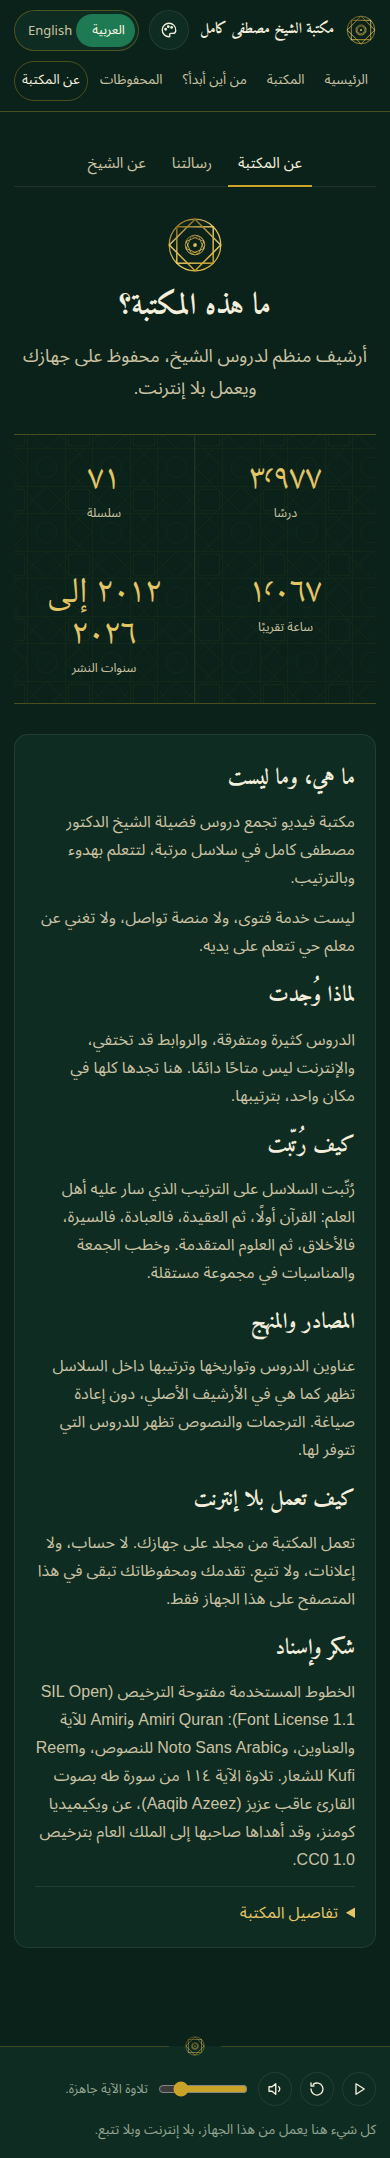 مكتبة الشيخ مصطفى كامل
العربية
English
الرئيسية
المكتبة
من أين أبدأ؟
المحفوظات
عن المكتبة
عن المكتبة
رسالتنا
عن الشيخ
ما هذه المكتبة؟
أرشيف منظم لدروس الشيخ، محفوظ على جهازك
ويعمل بلا إنترنت.
٣٬٩٧٧
درسًا
٧١
سلسلة
١٬٠٦٧
ساعة تقريبًا
٢٠١٢ إلى
٢٠٢٦
سنوات النشر
ما هي، وما ليست
مكتبة فيديو تجمع دروس فضيلة الشيخ الدكتور
مصطفى كامل في سلاسل مرتبة، لتتعلم بهدوء
وبالترتيب.
ليست خدمة فتوى، ولا منصة تواصل، ولا تغني عن
معلم حي تتعلم على يديه.
لماذا وُجدت
الدروس كثيرة ومتفرقة، والروابط قد تختفي،
والإنترنت ليس متاحًا دائمًا. هنا تجدها كلها في
مكان واحد، بترتيبها.
كيف رُتّبت
رُتّبت السلاسل على الترتيب الذي سار عليه أهل
العلم: القرآن أولًا، ثم العقيدة، فالعبادة، فالسيرة،
فالأخلاق، ثم العلوم المتقدمة. وخطب الجمعة
والمناسبات في مجموعة مستقلة.
المصادر والمنهج
عناوين الدروس وتواريخها وترتيبها داخل السلاسل
تظهر كما هي في الأرشيف الأصلي، دون إعادة
صياغة. الترجمات والنصوص تظهر للدروس التي
تتوفر لها.
كيف تعمل بلا إنترنت
تعمل المكتبة من مجلد على جهازك. لا حساب، ولا
إعلانات، ولا تتبع. تقدمك ومحفوظاتك تبقى في هذا
المتصفح على هذا الجهاز فقط.
شكر وإسناد
الخطوط المستخدمة مفتوحة الترخيص (SIL Open
Font License 1.1): Amiri Quran وAmiri للآية
والعناوين، وNoto Sans Arabic للنصوص، وReem
Kufi للشعار. تلاوة الآية ١١٤ من سورة طه بصوت
القارئ عاقب عزيز (Aaqib Azeez)، عن ويكيميديا
كومنز، وقد أهداها صاحبها إلى الملك العام بترخيص
CC0 1.0.
تفاصيل المكتبة
تلاوة الآية جاهزة.
كل شيء هنا يعمل من هذا الجهاز، بلا إنترنت وبلا تتبع.